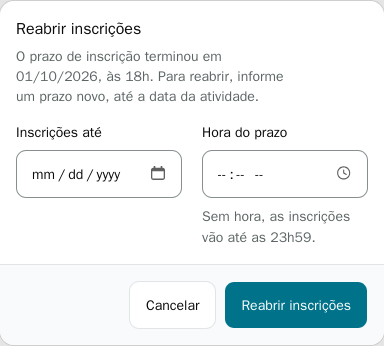 Reabrir inscrições
O prazo de inscrição terminou em
01/10/2026, às 18h. Para reabrir, informe
um prazo novo, até a data da atividade.
Inscrições até
Hora do prazo
mm / dd / yyyy
-- : -- --
Sem hora, as inscrições
vão até as 23h59.
Cancelar
Reabrir inscrições